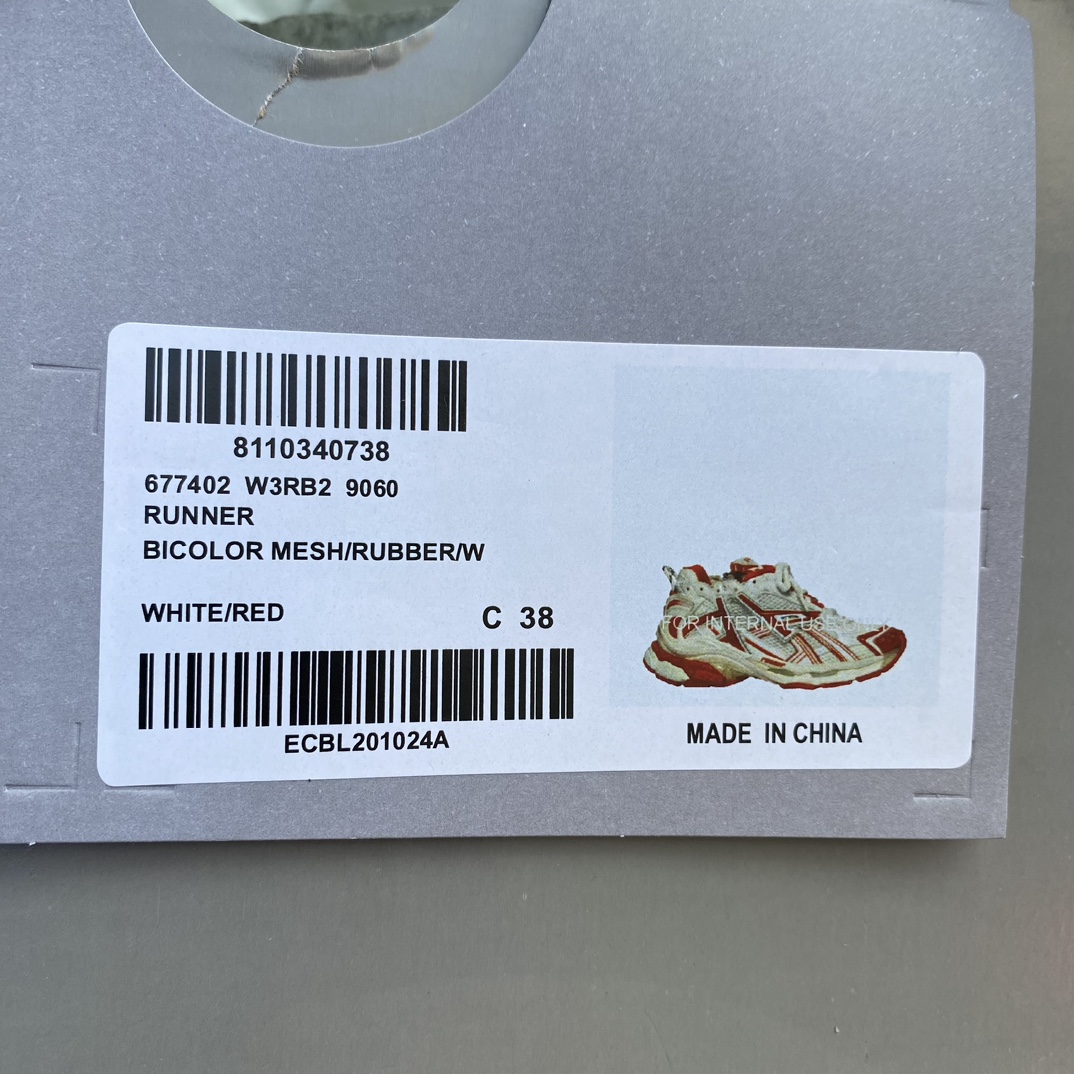 8110340738
677402 W3RB2 9060
RUNNER
BICOLOR MESH/RUBBER/W
WHITE/RED
C 38
ECBL201024A
FOR INTERNAL USE ONLY
MADE IN CHINA